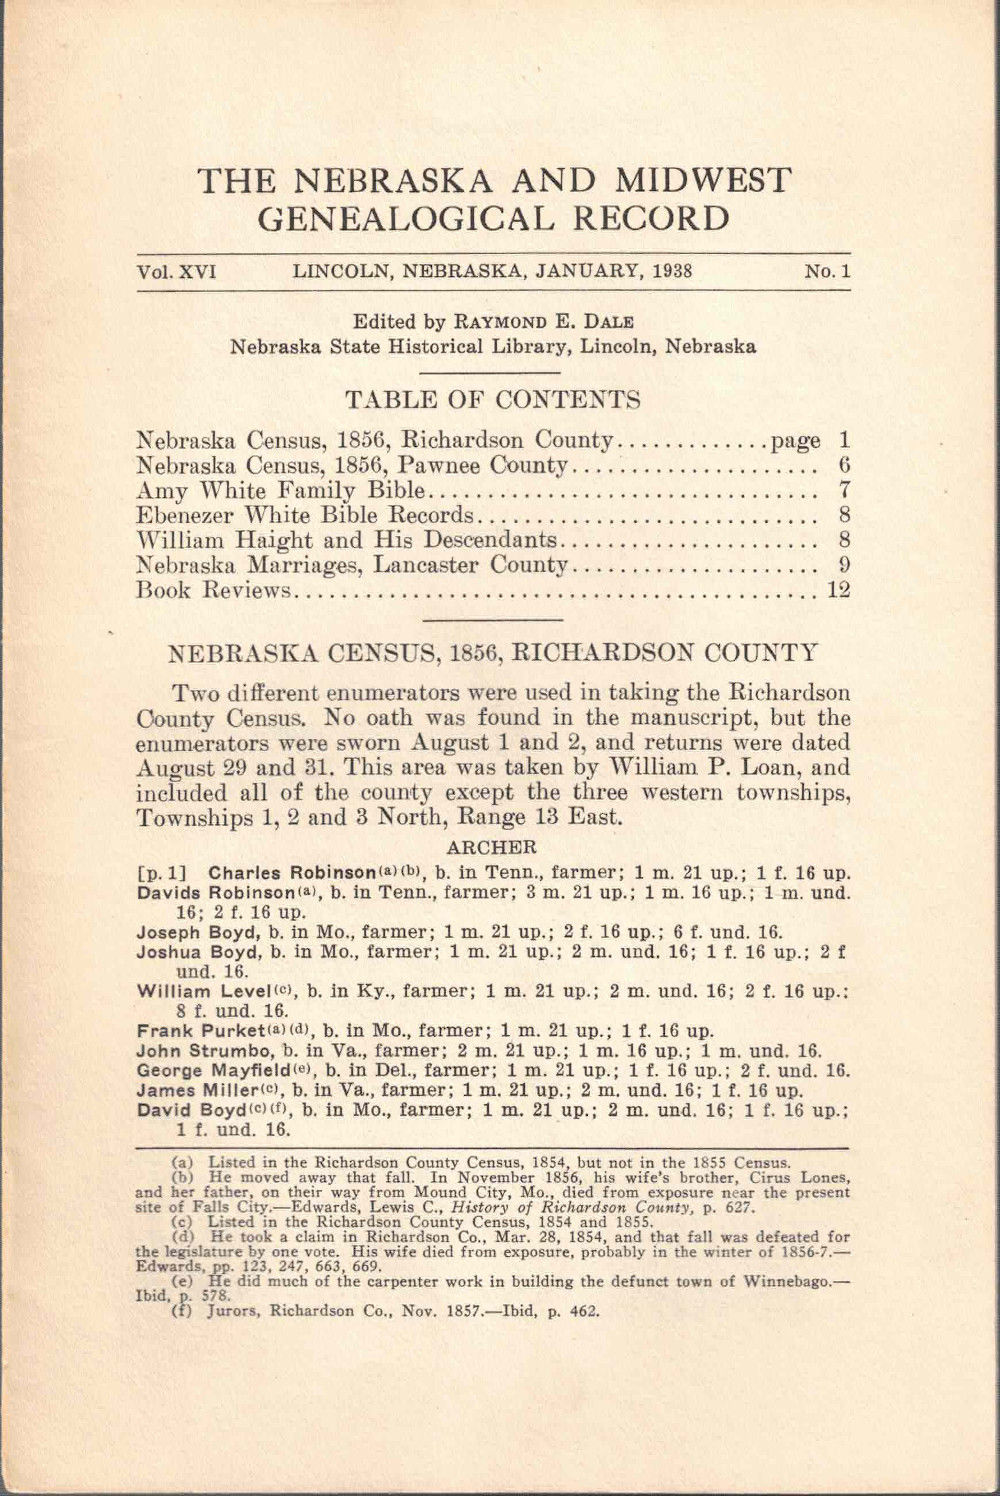 THE NEBRASKA AND MIDWEST
GENEALOGICAL RECORD
Vol. XVI LINCOLN, NEBRASKA, JANUARY, 1938 No. 1
Edited by RAYMOND E. DALE
Nebraska State Historical Library, Lincoln, Nebraska
TABLE OF CONTENTS
Nebraska Census, 1856, Richardson County.............page 1
Nebraska Census, 1856, Pawnee County..................... 6
Amy White Family Bible................................. 7
Ebenezer White Bible Records............................. 8
William Haight and His Descendants...................... 8
Nebraska Marriages, Lancaster County..................... 9
Book Reviews............................................ 12
NEBRASKA CENSUS, 1856, RICHARDSON COUNTY
Two different enumerators were used in taking the Richardson
County Census. No oath was found in the manuscript, but the
enumerators were sworn August 1 and 2, and returns were dated
August 29 and 31. This area was taken by William P. Loan, and
included all of the county except the three western townships,
Townships 1, 2 and 3 North, Range 13 East.
ARCHER
[p. 1] Charles Robinson(a)(b), b. in Tenn., farmer; 1 m. 21 up.; 1 f. 16 up.
Davids Robinson(a), b. in Tenn., farmer; 3 m. 21 up.; 1 m. 16 up.; 1 m. und.
16; 2 f. 16 up.
Joseph Boyd, b. in Mo., farmer; 1 m. 21 up.; 2 f. 16 up.; 6 f. und. 16.
Joshua Boyd, b. in Mo., farmer; 1 m. 21 up.; 2 m. und. 16; 1 f. 16 up.; 2 f
und. 16.
William Level(c), b. in Ky., farmer; 1 m. 21 up.; 2 m. und. 16; 2 f. 16 up.:
8 f. und. 16.
Frank Purket(a)(d), b. in Mo., farmer; 1 m. 21 up.; 1 f. 16 up.
John Strumbo, b. in Va., farmer; 2 m. 21 up.; 1 m. 16 up.; 1 m. und. 16.
George Mayfield(e), b. in Del., farmer; 1 m. 21 up.; 1 f. 16 up.; 2 f. und. 16.
James Miller(c), b. in Va., farmer; 1 m. 21 up.; 2 m. und. 16; 1 f. 16 up.
David Boyd(c)(f), b. in Mo., farmer; 1 m. 21 up.; 2 m. und. 16; 1 f. 16 up.;
1 f. und. 16.
(a) Listed in the Richardson County Census, 1854, but not in the 1855 Census.
(b) He moved away that fall. In November 1856, his wife's brother, Cirus Lones,
and her father, on their way from Mound City, Mo., died from exposure near the present
site of Falls City.—Edwards, Lewis C., History of Richardson County, p. 627.
(c) Listed in the Richardson County Census, 1854 and 1855.
(d) He took a claim in Richardson Co., Mar. 28, 1854, and that fall was defeated for
the legislature by one vote. His wife died from exposure, probably in the winter of 1856-7.—
Edwards, pp. 123, 247, 663, 669.
(e) He did much of the carpenter work in building the defunct town of Winnebago.—
Ibid, p. 578.
(f) Jurors, Richardson Co., Nov. 1857.—Ibid, p. 462.